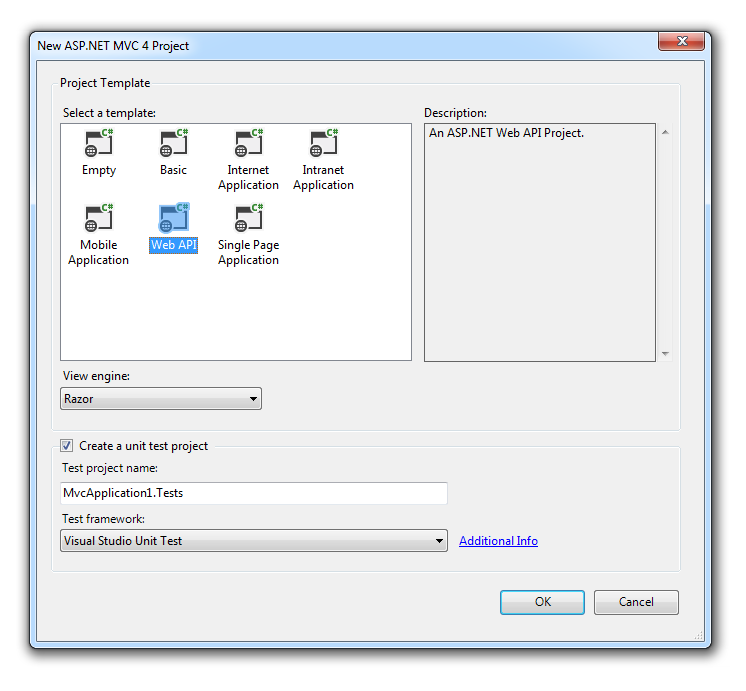 New ASP.NET MVC 4 Project
Project Template
Select a template:
Description:
C# C# C# C#
An ASP.NET Web API Project.
Empty
Basic
Internet
Application
Intranet
Application
C# C# C#
Mobile
Application
Web API
Single Page
Application
View engine:
Razor
Create a unit test project
Test project name:
MvcApplication1.Tests
Test framework:
Visual Studio Unit Test
Additional Info
OK
Cancel